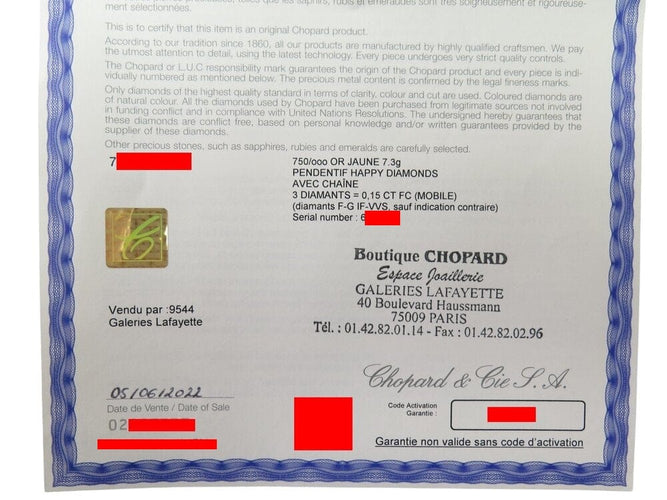 tement sélectionnées.
This is to certify that this item is an original Chopard product.
According to our tradition since 1860, all our products are manufactured by highly qualified craftsmen. We pay
the utmost attention to detail, using the latest technology. Every piece undergoes very strict quality controls.
The Chopard or L.U.C responsibility mark guarantees the origin of the Chopard product and every piece is indi-
vidually numbered as mentioned below. The precious metal content is confirmed by the legal fineness marks.
Only diamonds of the highest quality standard in terms of clarity, colour and cut are used. Coloured diamonds are
of natural colour. All the diamonds used by Chopard have been purchased from legitimate sources not involved
in funding conflict and in compliance with United Nations Resolutions. The undersigned hereby guarantees that
these diamonds are conflict free, based on personal knowledge and/or written guarantees provided by the
supplier of these diamonds.
Other precious stones, such as sapphires, rubies and emeralds are carefully selected.
7
750/ooo OR JAUNE 7.3g
PENDENTIF HAPPY DIAMONDS
AVEC CHAÎNE
3 DIAMANTS = 0,15 CT FC (MOBILE)
(diamants F-G IF-VVS, sauf indication contraire)
Serial number : 6
Boutique CHOPARD
Espace Joaillerie
GALERIES LAFAYETTE
40 Boulevard Haussmann
75009 PARIS
Tél. : 01.42.82.01.14 - Fax : 01.42.82.02.96
Vendu par :9544
Galeries Lafayette
Chopard & Cie S.A.
05/06/2022
Date de Vente / Date of Sale
02
Code Activation
Garantie :
Garantie non valide sans code d'activation